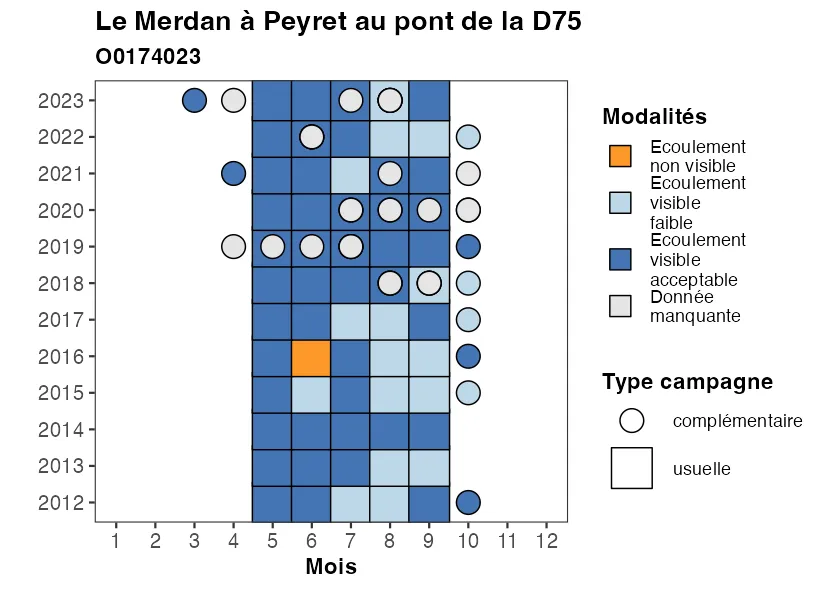 Le Merdan à Peyret au pont de la D75
O0174023
2023
2022
2021
2020
2019
2018
2017
2016
2015
2014
2013
2012
1 2 3 4 5 6 7 8 9 10 11 12
Mois
Modalités
Ecoulement
non visible
Ecoulement
visible
faible
Ecoulement
visible
acceptable
Donnée
manquante
Type campagne
complémentaire
usuelle